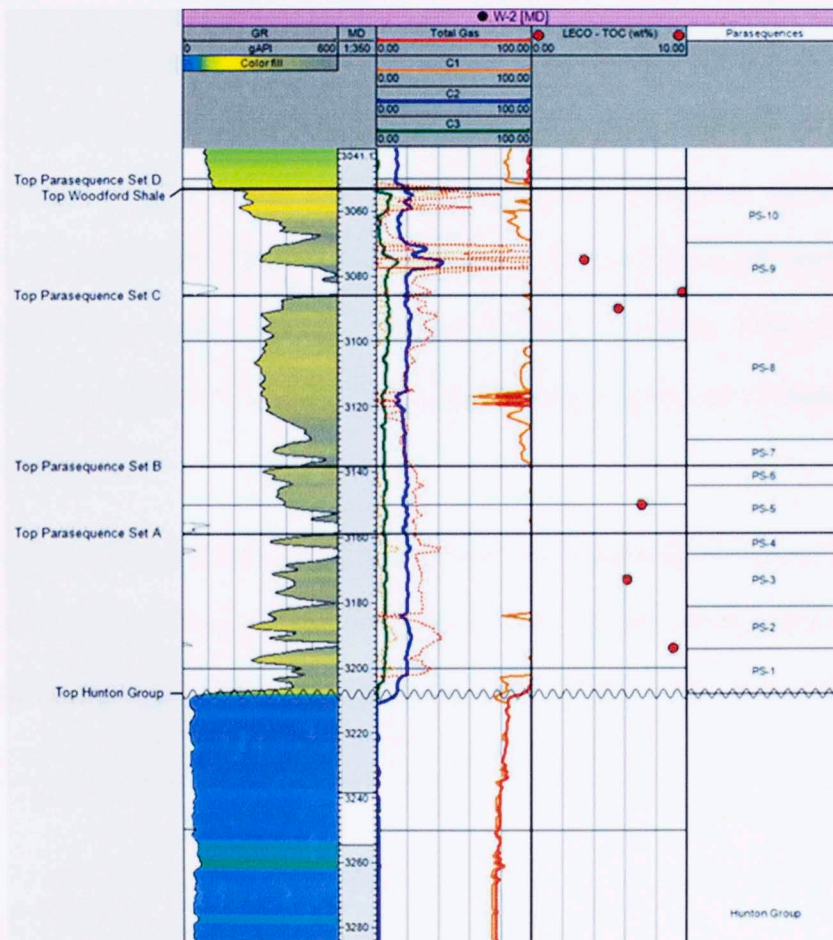 W-2 [MD]
GR MD Total Gas LECO - TOC (wt%) Parasequences
0 gAPI 600 1:350 0.00 100.00 0.00 10.00
Color fill C1
0.00 100.00
C2
0.00 100.00
C3
0.00 100.00
3041.1
Top Parasequence Set D
Top Woodford Shale
3060 PS-10
PS-9
3080
Top Parasequence Set C
3100
PS-8
3120
PS-7
Top Parasequence Set B
3140 PS-6
PS-5
Top Parasequence Set A
3160 PS-4
PS-3
3180
PS-2
3200 PS-1
Top Hunton Group
3220
3240
3260
Hunton Group
3280